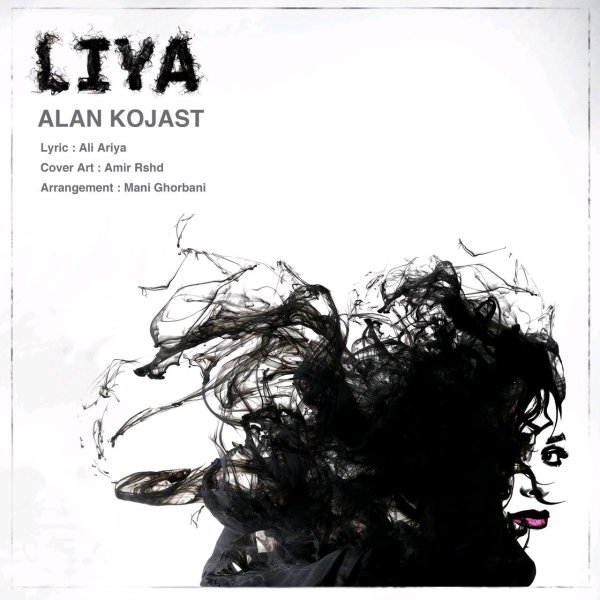 LIYA
ALAN KOJAST
Lyric : Ali Ariya
Cover Art : Amir Rshd
Arrangement : Mani Ghorbani